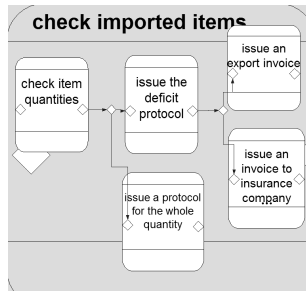 check imported items
check item
quantities
issue the
deficit
protocol
issue an
export invoice
issue an
invoice to
insurance
company
issue a protocol
for the whole
quantity